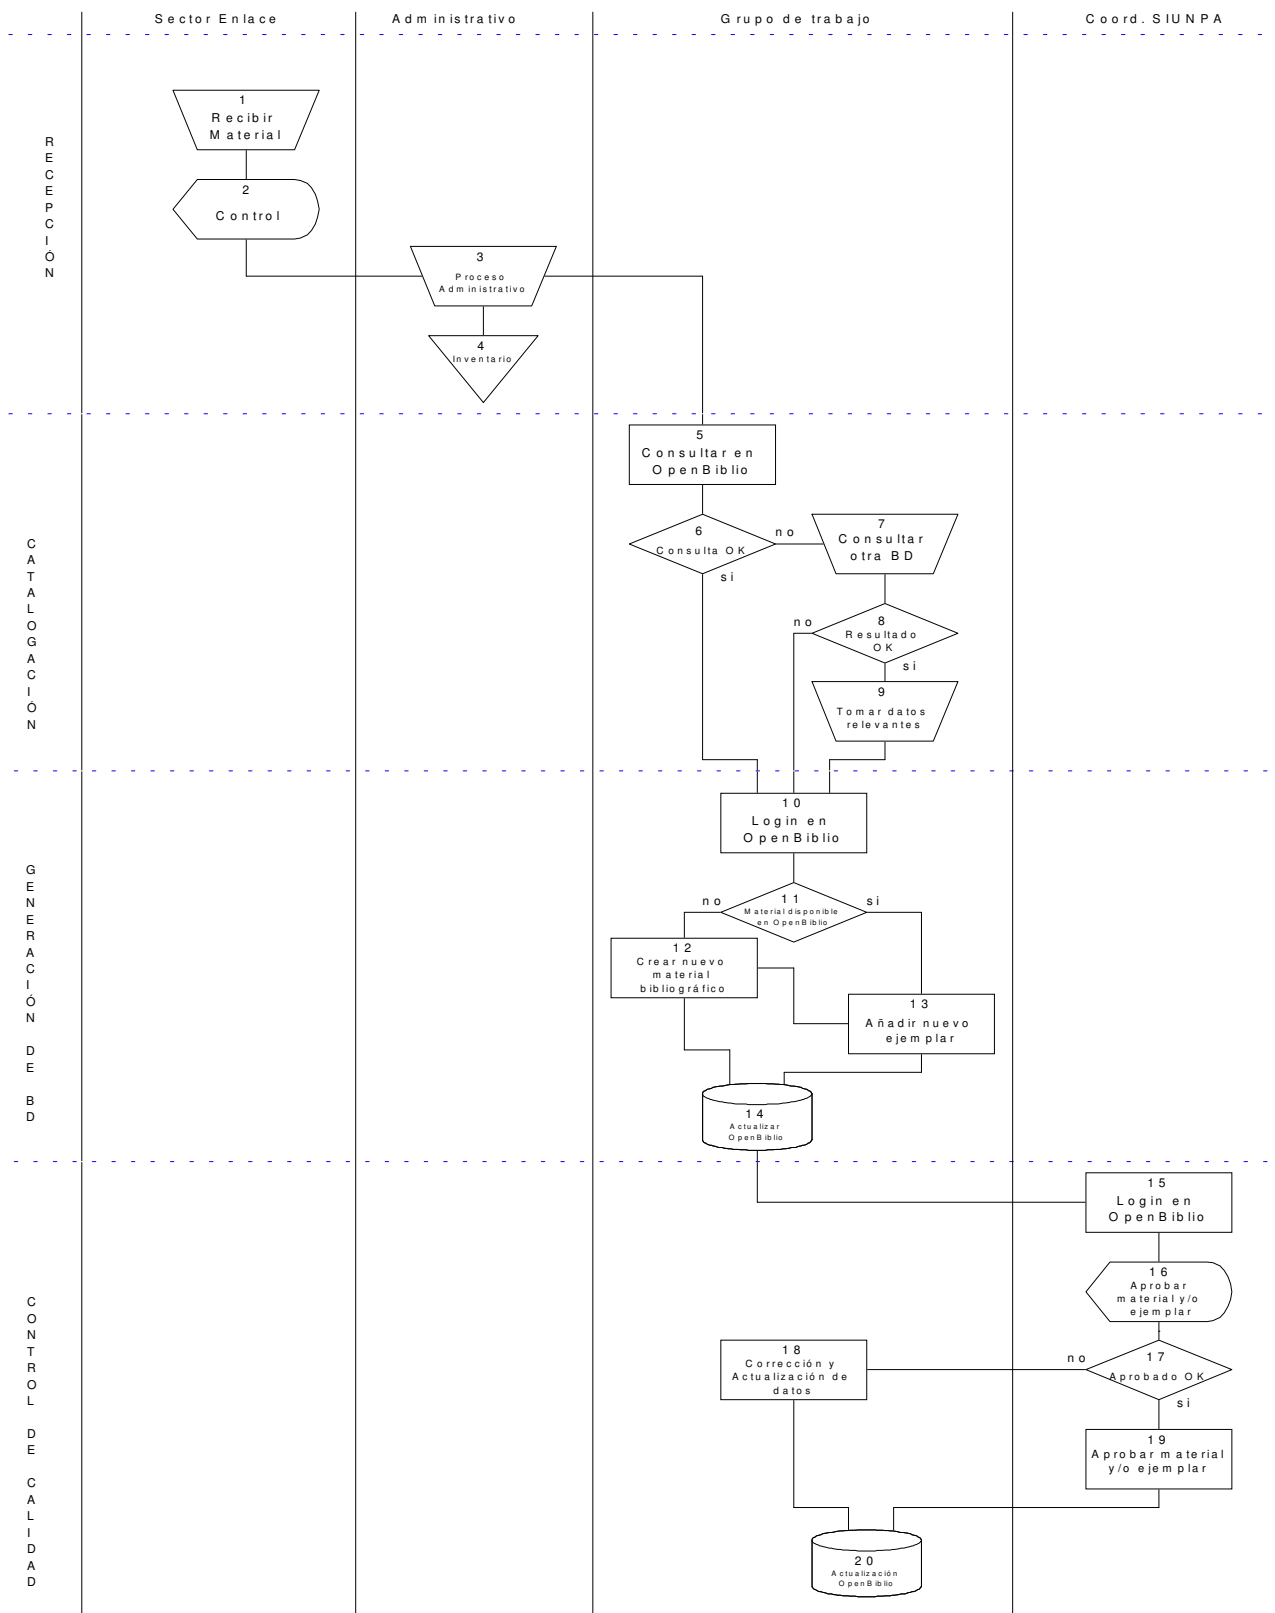 Sector Enlace
Administrativo
Grupo de trabajo
Coord. SIUNPA
RECEPCIÓN
1
Recibir
Material
2
Control
3
Proceso
Administrativo
4
Inventario
CATALOGACIÓN
5
Consultar en
OpenBiblio
6
Consulta OK
no
si
7
Consultar
otra BD
8
Resultado
OK
no
si
9
Tomar datos
relevantes
GENERACIÓN DE BD
10
Login en
OpenBiblio
11
Material disponible
en OpenBiblio
no
si
12
Crear nuevo
material
bibliográfico
13
Añadir nuevo
ejemplar
14
Actualizar
OpenBiblio
CONTROL DE CALIDAD
15
Login en
OpenBiblio
16
Aprobar
material y/o
ejemplar
17
Aprobado OK
no
si
18
Corrección y
Actualización de
datos
19
Aprobar material
y/o ejemplar
20
Actualización
OpenBiblio